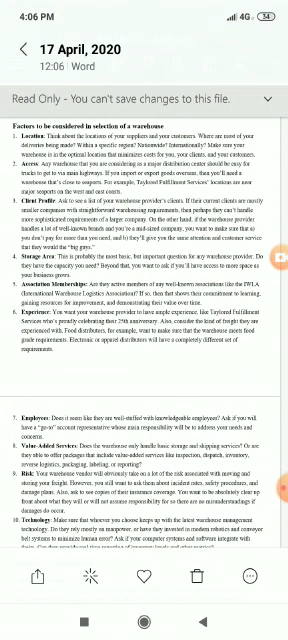 4:06 PM 4G 34
17 April, 2020
12:06 Word
Read Only - You can't save changes to this file.
Factors to be considered in selection of a warehouse
1. Location: Think about the locations of your suppliers and your customers. Where are most of your
deliveries being made? Within a specific region? Nationwide? Internationally? Make sure your
warehouse is in the optimal location that minimizes costs for you, your clients, and your customers.
2. Access: Any warehouse that you are considering as a major distribution center should be easy for
trucks to get to via main highways. If you import or export goods overseas, then you'll need a
warehouse that's close to seaports. For example, Taylored Fulfillment Services' locations are near
major seaports on the west and east coasts.
3. Client Profile: Ask to see a list of your warehouse provider's clients. If their current clients are mostly
smaller companies with straightforward warehousing requirements, then perhaps they can't handle
more sophisticated requirements of a larger company. On the other hand, if the warehouse provider
handles a lot of well-known brands and you're a mid-sized company, you want to make sure that a)
you don't pay for more than you need, and b) they'll give you the same attention and customer service
that they would the "big guys."
4. Storage Area: This is probably the most basic, but important question for any warehouse provider. Do
they have the capacity you need? Beyond that, you want to ask if you'll have access to more space as
your business grows.
5. Association Memberships: Are they active members of any well-known associations like the IWLA
(International Warehouse Logistics Association)? If so, then that shows their commitment to learning,
gaining resources for improvement, and demonstrating their value over time.
6. Experience: You want your warehouse provider to have ample experience, like Taylored Fulfillment
Services who's proudly celebrating their 25th anniversary. Also, consider the kind of freight they are
experienced with. Food distributors, for example, want to make sure that the warehouse meets food
grade requirements. Electronic or apparel distributors will have a completely different set of
requirements.
7. Employees: Does it seem like they are well-staffed with knowledgeable employees? Ask if you will
have a "go-to" account representative whose main responsibility will be to address your needs and
concerns.
8. Value-Added Services: Does the warehouse only handle basic storage and shipping services? Or are
they able to offer packages that include value-added services like inspection, dispatch, inventory,
reverse logistics, packaging, labeling, or reporting?
9. Risk: Your warehouse vendor will obviously take on a lot of the risk associated with moving and
storing your freight. However, you still want to ask them about incident rates, safety procedures, and
damage plans. Also, ask to see copies of their insurance coverage. You want to be absolutely clear up
front about what they will or will not assume responsibility for so there are no misunderstandings if
damages do occur.
10. Technology: Make sure that whoever you choose keeps up with the latest warehouse management
technology. Do they rely mostly on manpower, or have they invested in modern robotics and conveyor
belt systems to minimize human error? Ask if your computer systems and software integrate with